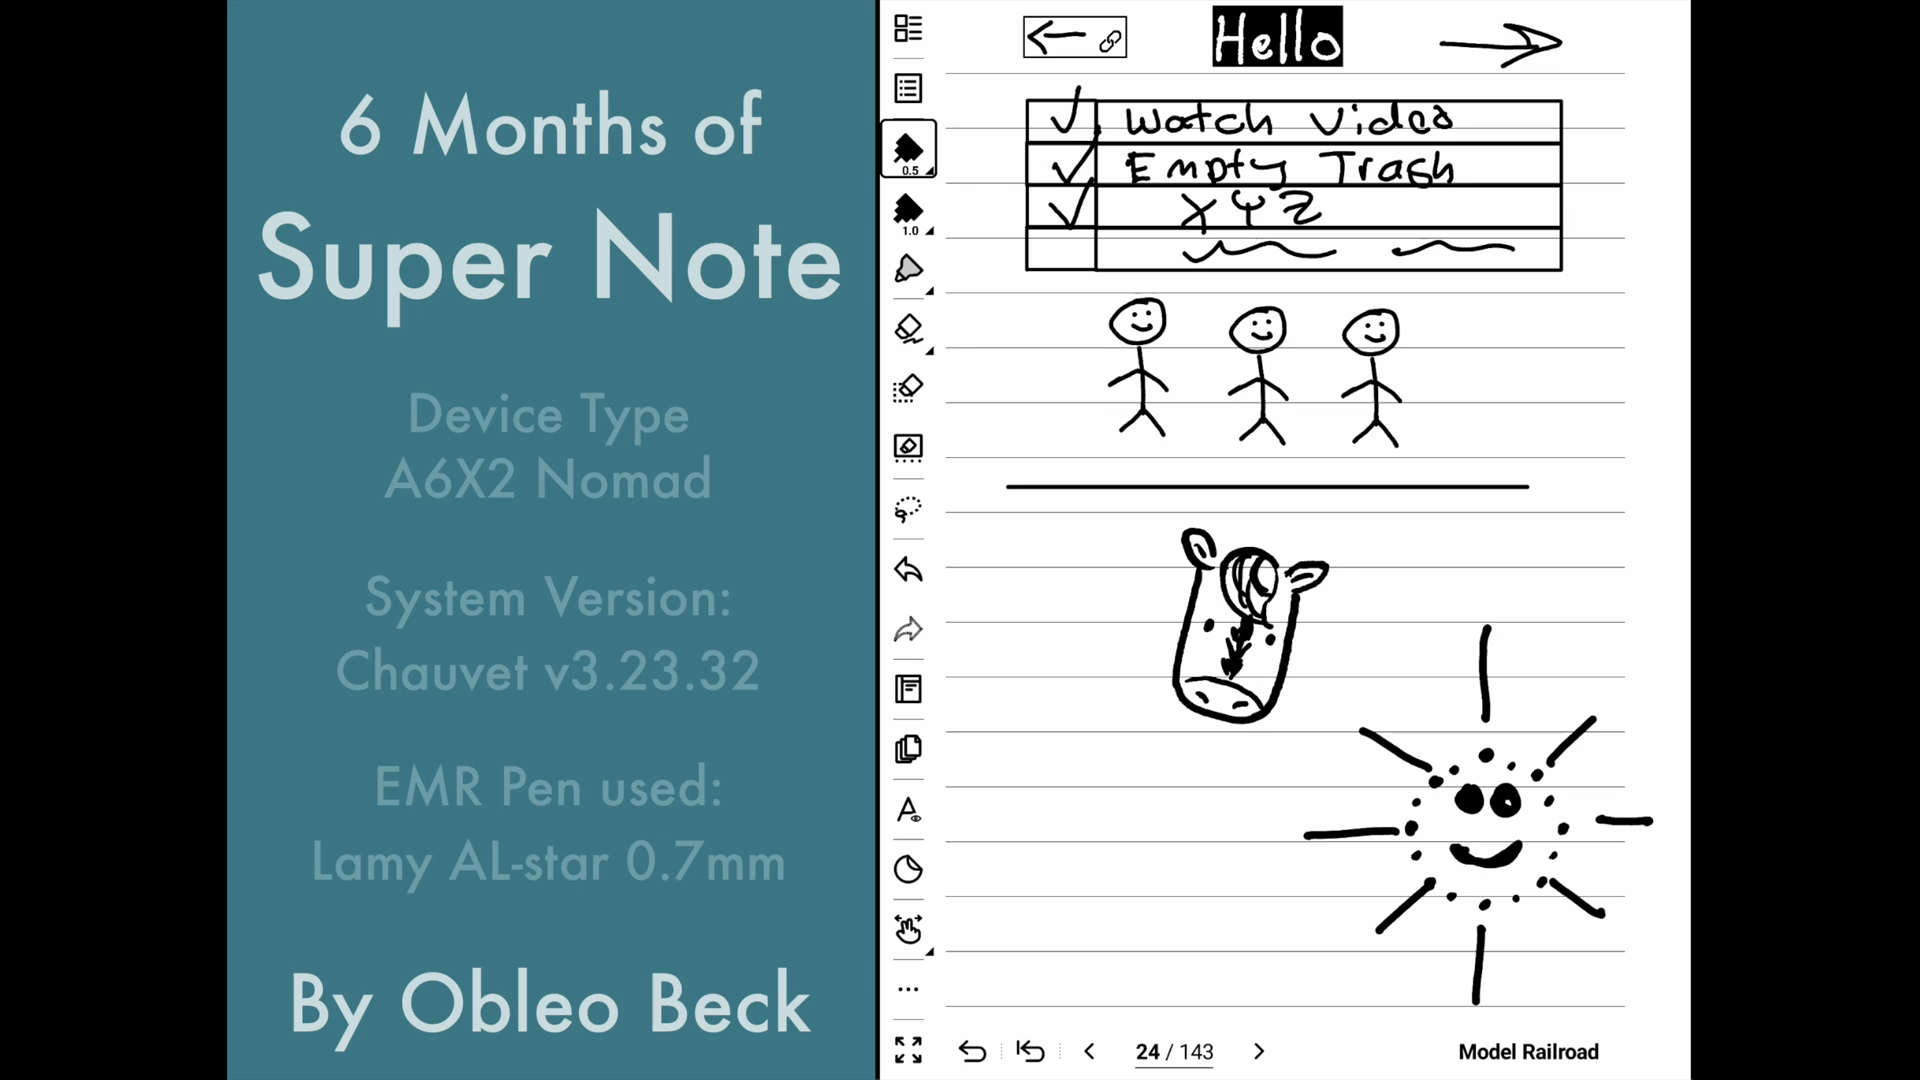 6 Months of
Super Note
Device Type
A6X2 Nomad
System Version:
Chauvet v3.23.32
EMR Pen used:
Lamy AL-star 0.7mm
By Obleo Beck
Hello
Watch Video
Empty Trash
XYZ
0.5
1.0
24 / 143
Model Railroad